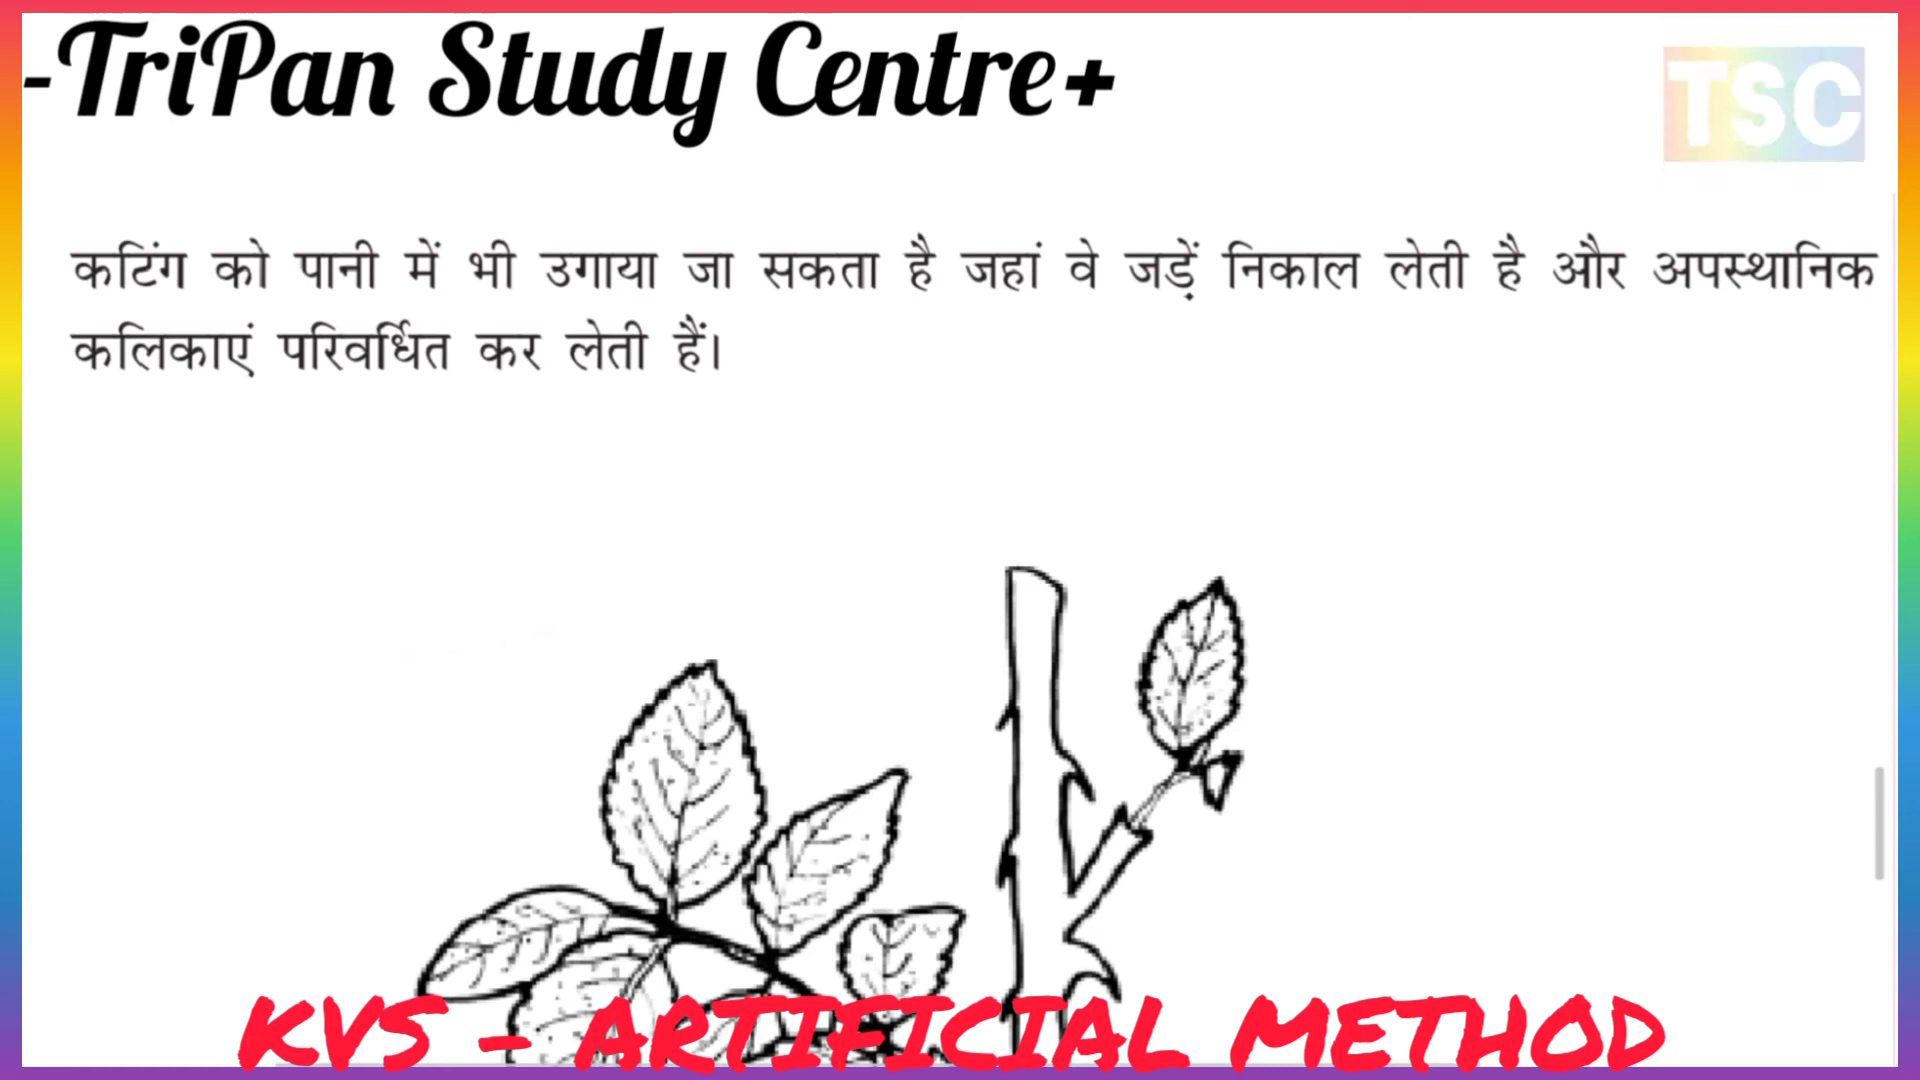 -TriPan Study Centre+
TSC
कटिंग को पानी में भी उगाया जा सकता है जहां वे जड़ें निकाल लेती है और अपस्थानिक
कलिकाएं परिवर्धित कर लेती हैं।
KVS - ARTIFICIAL METHOD